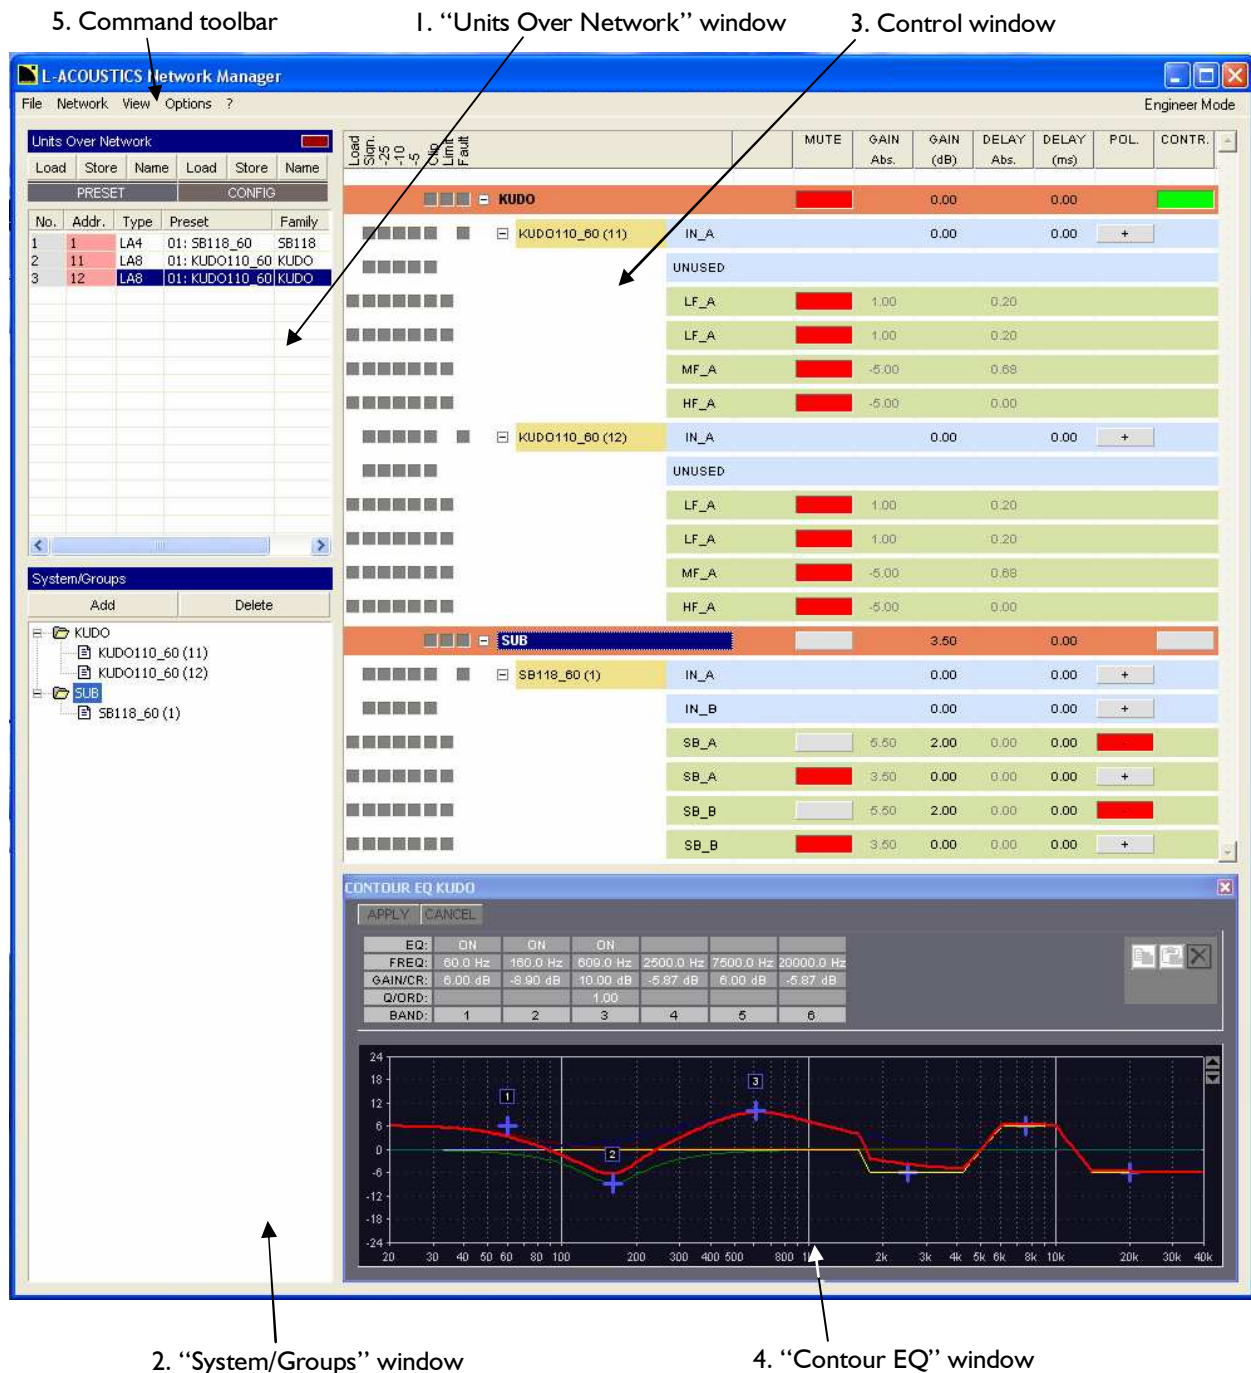 5. Command toolbar
1. “Units Over Network” window
3. Control window
L-ACOUSTICS Network Manager
File Network View Options ?
Engineer Mode
Units Over Network
Load Store Name Load Store Name
PRESET CONFIG
No. Addr. Type Preset Family
1 1 LA4 01: SB118_60 SB118
2 11 LA8 01: KUDO110_60 KUDO
3 12 LA8 01: KUDO110_60 KUDO
System/Groups
Add Delete
KUDO
KUDO110_60 (11)
KUDO110_60 (12)
SUB
SB118_60 (1)
Load Sign. -25 -10 -5 Clip Limit Fault
MUTE GAIN Abs. GAIN (dB) DELAY Abs. DELAY (ms) POL. CONTR.
KUDO 0.00 0.00
KUDO110_60 (11) IN_A 0.00 0.00 +
UNUSED
LF_A 1.00 0.20
LF_A 1.00 0.20
MF_A -5.00 0.68
HF_A -5.00 0.00
KUDO110_60 (12) IN_A 0.00 0.00 +
UNUSED
LF_A 1.00 0.20
LF_A 1.00 0.20
MF_A -5.00 0.68
HF_A -5.00 0.00
SUB 3.50 0.00
SB118_60 (1) IN_A 0.00 0.00 +
IN_B 0.00 0.00 +
SB_A 5.50 2.00 0.00 0.00 -
SB_A 3.50 0.00 0.00 0.00 +
SB_B 5.50 2.00 0.00 0.00 -
SB_B 3.50 0.00 0.00 0.00 +
CONTOUR EQ KUDO
APPLY CANCEL
EQ: ON ON ON
FREQ: 60.0 Hz 160.0 Hz 609.0 Hz 2500.0 Hz 7500.0 Hz 20000.0 Hz
GAIN/CR: 6.00 dB -8.90 dB 10.00 dB -5.87 dB 6.00 dB -5.87 dB
Q/ORD: 1.00
BAND: 1 2 3 4 5 6
24
18
12
6
0
-6
-12
-18
-24
1
2
3
20 30 40 50 60 80 100 200 300 400 500 800 2k 3k 4k 5k 6k 8k 10k 20k 30k 40k
2. “System/Groups” window
4. “Contour EQ” window